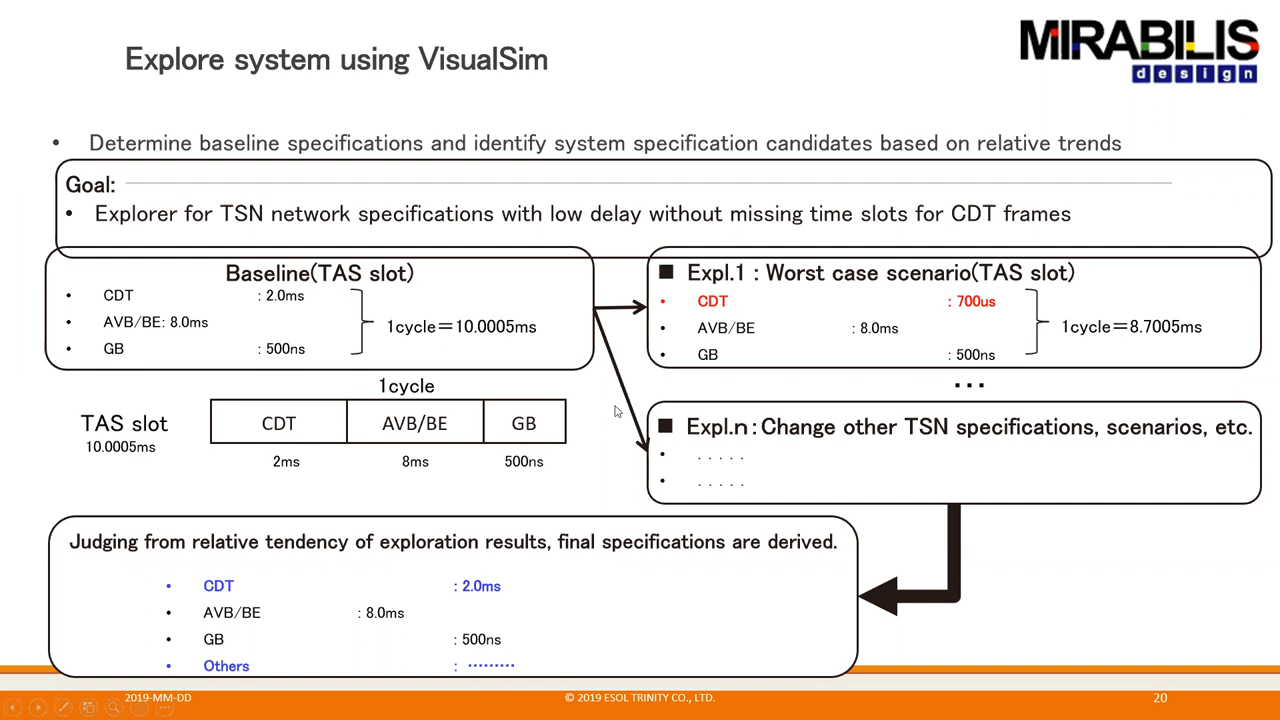 Explore system using VisualSim
MIRABILIS
design
• Determine baseline specifications and identify system specification candidates based on relative trends
Goal:
• Explorer for TSN network specifications with low delay without missing time slots for CDT frames
Baseline(TAS slot)
• CDT : 2.0ms
• AVB/BE: 8.0ms
• GB : 500ns
1cycle＝10.0005ms
■ Expl.1 : Worst case scenario(TAS slot)
• CDT : 700us
• AVB/BE : 8.0ms
• GB : 500ns
1cycle＝8.7005ms
...
■ Expl.n : Change other TSN specifications, scenarios, etc.
• . . . . .
• . . . . .
1cycle
TAS slot
10.0005ms
CDT AVB/BE GB
2ms 8ms 500ns
Judging from relative tendency of exploration results, final specifications are derived.
• CDT : 2.0ms
• AVB/BE : 8.0ms
• GB : 500ns
• Others : ·········
2019-MM-DD
© 2019 ESOL TRINITY CO., LTD.
20